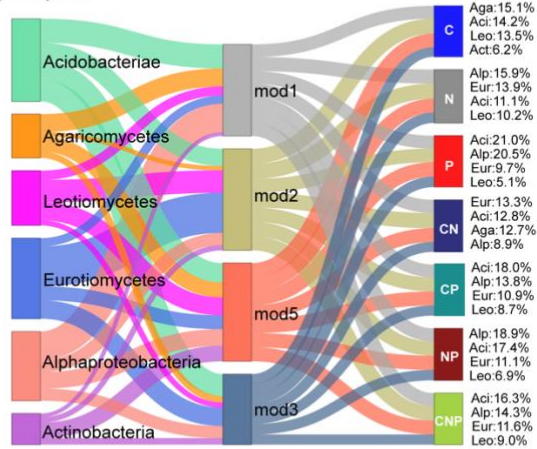 Acidobacteriae
Agaricomycetes
Leotiomycetes
Eurotiomycetes
Alphaproteobacteria
Actinobacteria
mod1
mod2
mod5
mod3
C
Aga:15.1%
Aci:14.2%
Leo:13.5%
Act:6.2%
N
Alp:15.9%
Eur:13.9%
Aci:11.1%
Leo:10.2%
P
Aci:21.0%
Alp:20.5%
Eur:9.7%
Leo:5.1%
CN
Eur:13.3%
Aci:12.8%
Aga:12.7%
Alp:8.9%
CP
Aci:18.0%
Alp:13.8%
Eur:10.9%
Leo:8.7%
NP
Alp:18.9%
Aci:17.4%
Eur:11.1%
Leo:6.9%
CNP
Aci:16.3%
Alp:14.3%
Eur:11.6%
Leo:9.0%